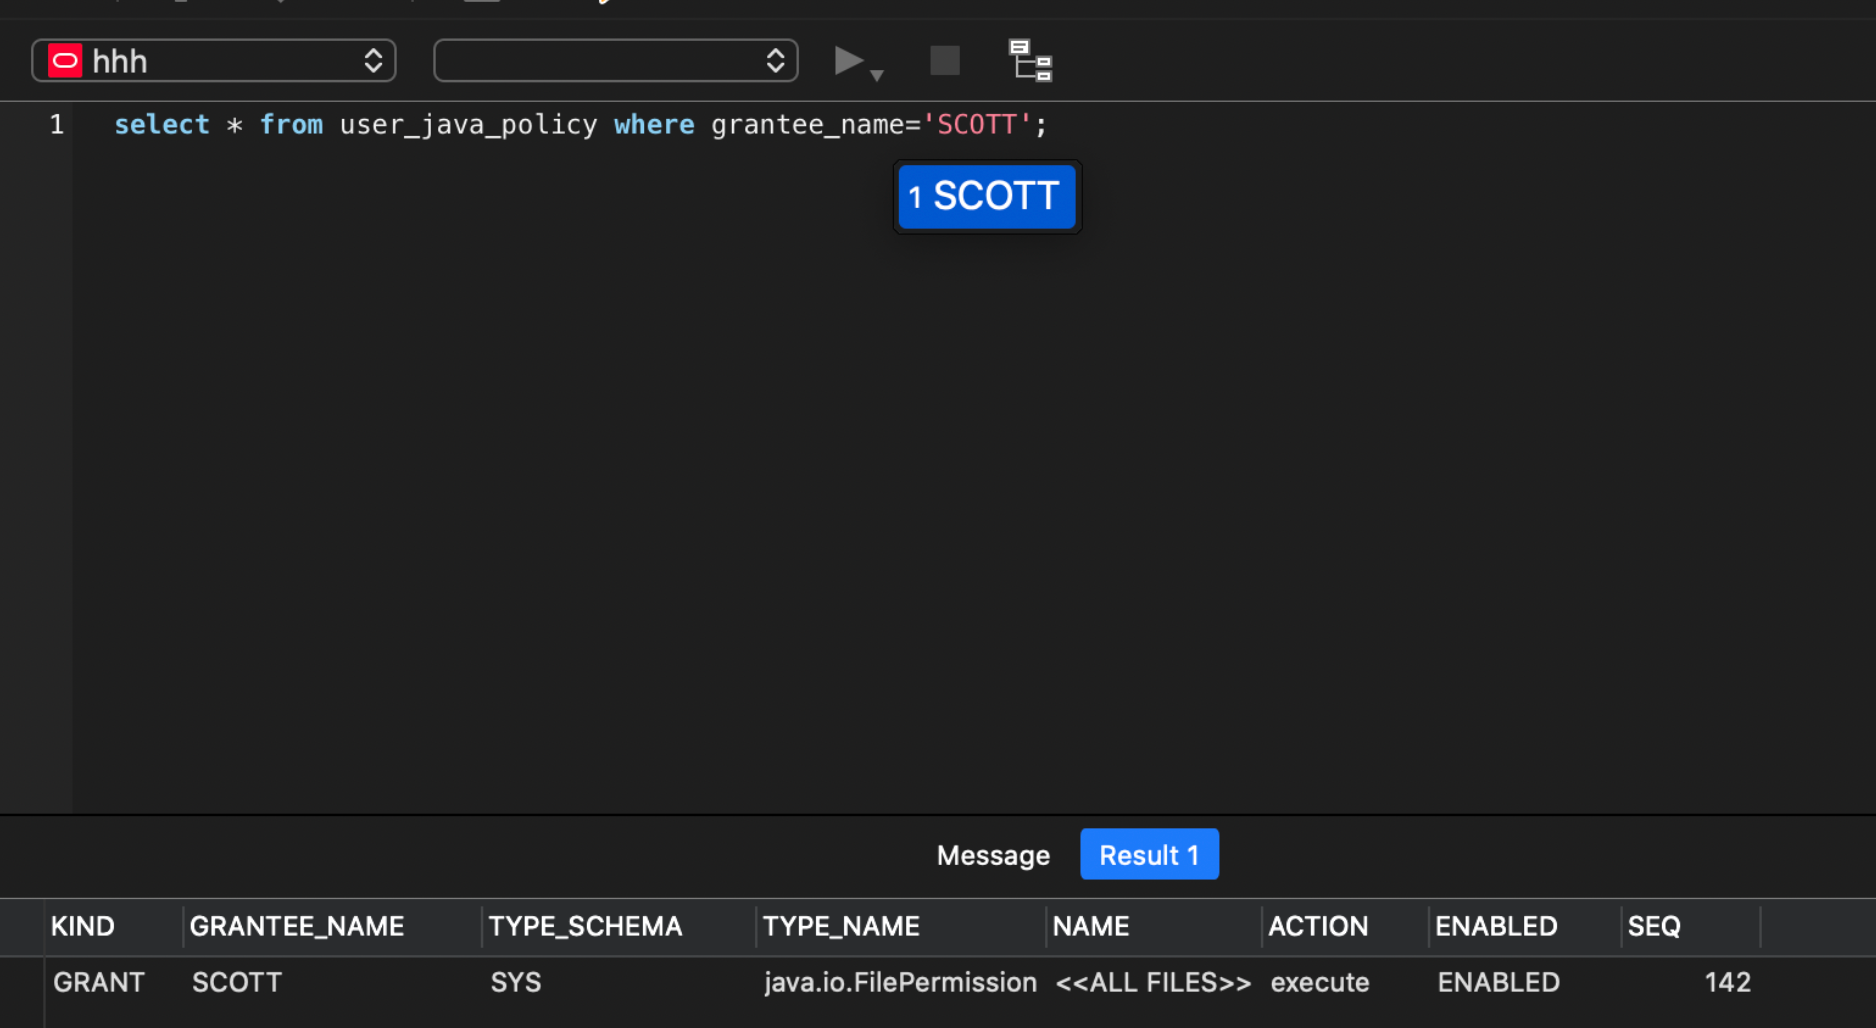 hhh
1 select * from user_java_policy where grantee_name='SCOTT';
1 SCOTT
Message Result 1
KIND GRANTEE_NAME TYPE_SCHEMA TYPE_NAME NAME ACTION ENABLED SEQ
GRANT SCOTT SYS java.io.FilePermission <<ALL FILES>> execute ENABLED 142